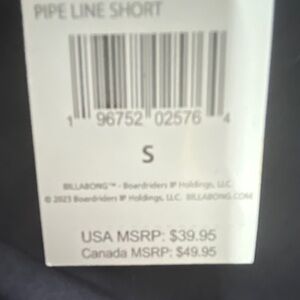 PIPE LINE SHORT
1 96752 02576 4
S
BILLABONG™ - Boardriders IP Holdings, LLC
© 2023 Boardriders IP Holdings, LLC. BILLABONG.COM
USA MSRP: $39.95
Canada MSRP: $49.95